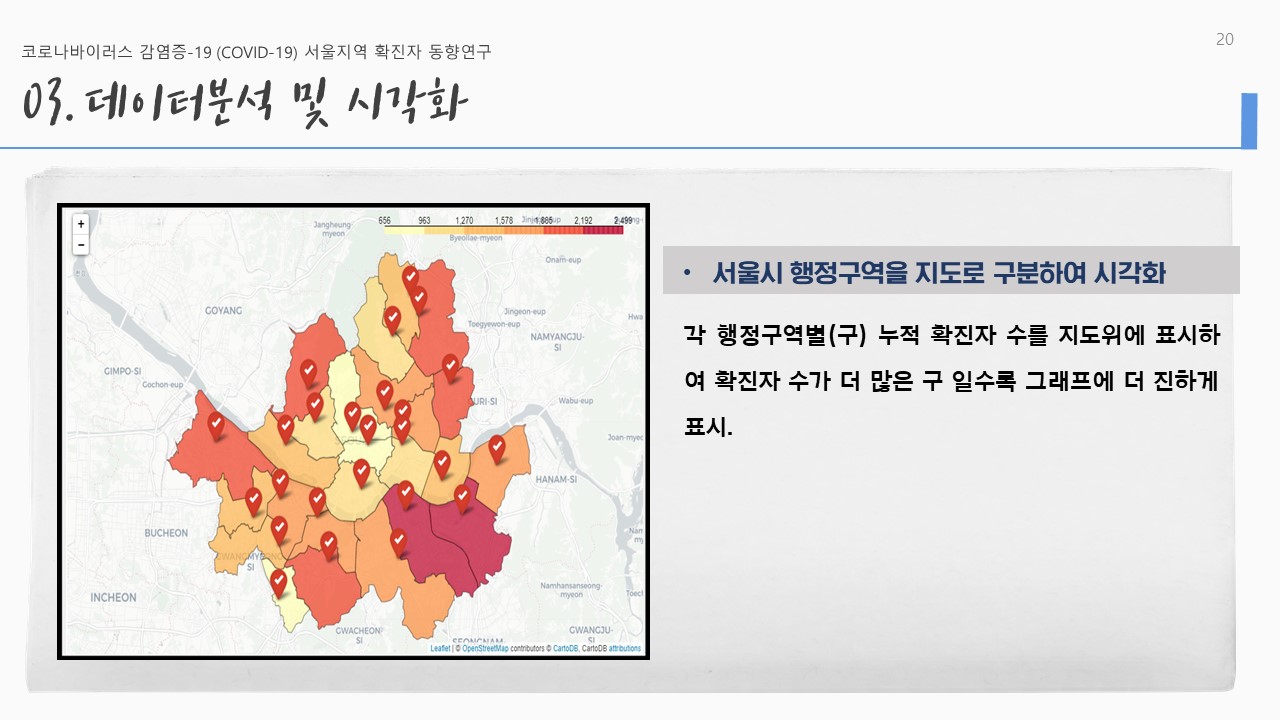 20
코로나바이러스 감염증-19 (COVID-19) 서울지역 확진자 동향연구
03. 데이터분석 및 시각화
+
−
656 963 1,270 1,578 1,885 2,192 2,499
Jangheung-
myeon
Byeollae-myeon
Onam-eup
GOYANG
Jingeon-eup
Toegyewon-eup
NAMYANGJU-
SI
GIMPO-SI
Gochon-eup
GURI-SI
Wabu-eup
HANAM-SI
BUCHEON
GWANGMYEONG-
SI
Namhansanseong-
myeon
INCHEON
GWACHEON-
SI
GWANGJU-
SI
SEONGNAM-
Leaflet | © OpenStreetMap contributors © CartoDB, CartoDB attributions
• 서울시 행정구역을 지도로 구분하여 시각화
각 행정구역별(구) 누적 확진자 수를 지도위에 표시하
여 확진자 수가 더 많은 구 일수록 그래프에 더 진하게
표시.